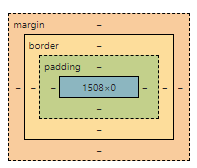 margin –
border –
padding –
– – – 1508×0 – – –
–
–
–